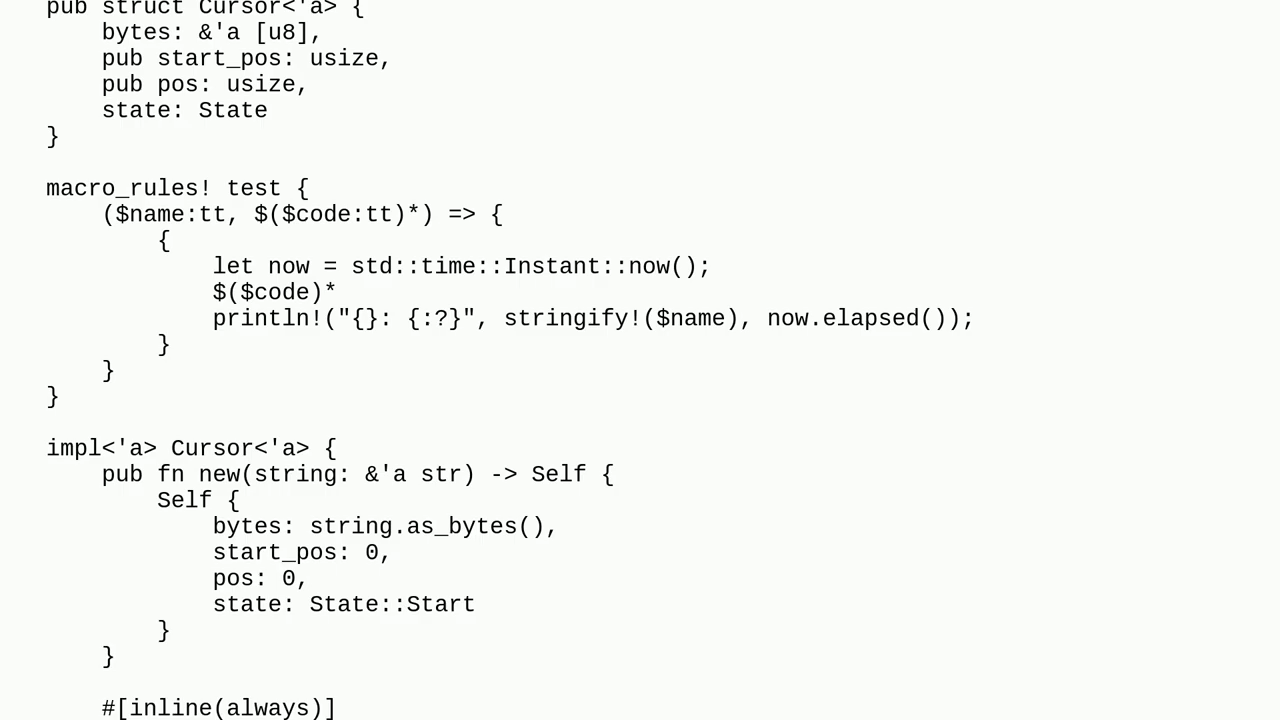 pub struct Cursor<'a> {
    bytes: &'a [u8],
    pub start_pos: usize,
    pub pos: usize,
    state: State
}

macro_rules! test {
    ($name:tt, $($code:tt)*) => {
        {
            let now = std::time::Instant::now();
            $($code)*
            println!("{}: {:?}", stringify!($name), now.elapsed());
        }
    }
}

impl<'a> Cursor<'a> {
    pub fn new(string: &'a str) -> Self {
        Self {
            bytes: string.as_bytes(),
            start_pos: 0,
            pos: 0,
            state: State::Start
        }
    }

    #[inline(always)]